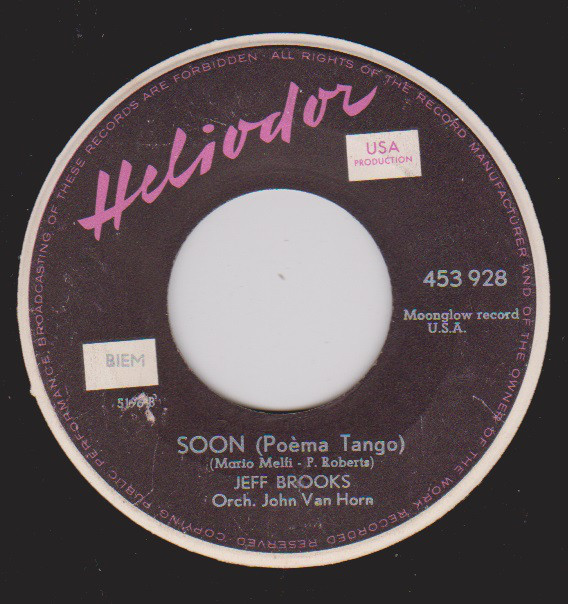 PERFORMANCE, BROADCASTING, OF THESE RECORDS ARE FORBIDDEN · ALL RIGHTS OF THE RECORD MANUFACTURER AND OF THE OWNER OF THE WORK RECORDED RESERVED · COPYING PUBLIC
Heliodor
USA
PRODUCTION
453 928
Moonglow record
U.S.A.
BIEM
SOON (Poèma Tango)
(Mario Melfi - P. Roberts)
JEFF BROOKS
Orch. John Van Horn